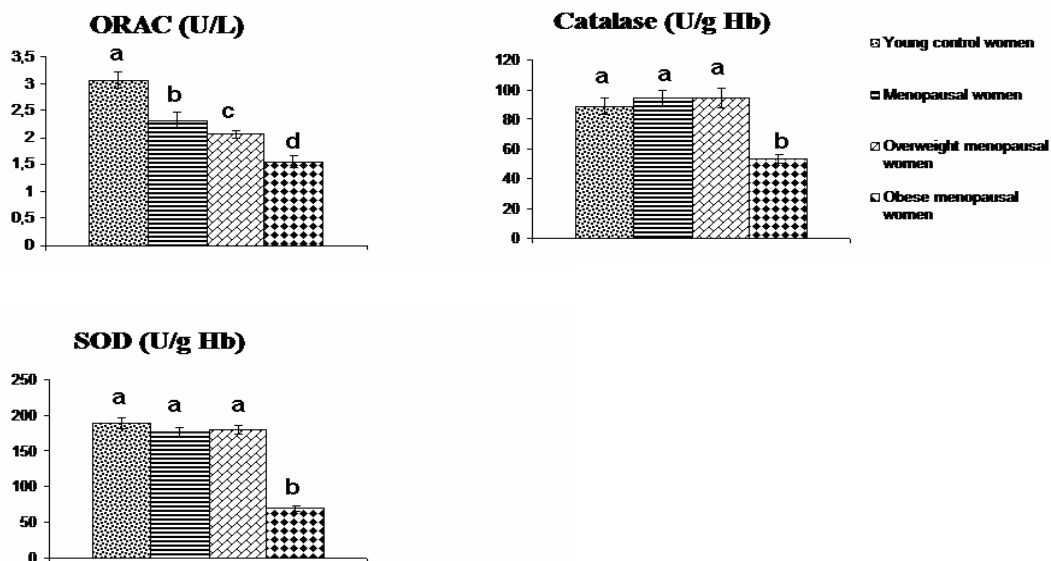 ORAC (U/L)
3,5
3
2,5
2
1,5
1
0,5
0
a
b
c
d
Catalase (U/g Hb)
120
100
80
60
40
20
0
a
a
a
b
Young control women
Menopausal women
Overweight menopausal
women
Obese menopausal
women
SOD (U/g Hb)
250
200
150
100
50
0
a
a
a
b